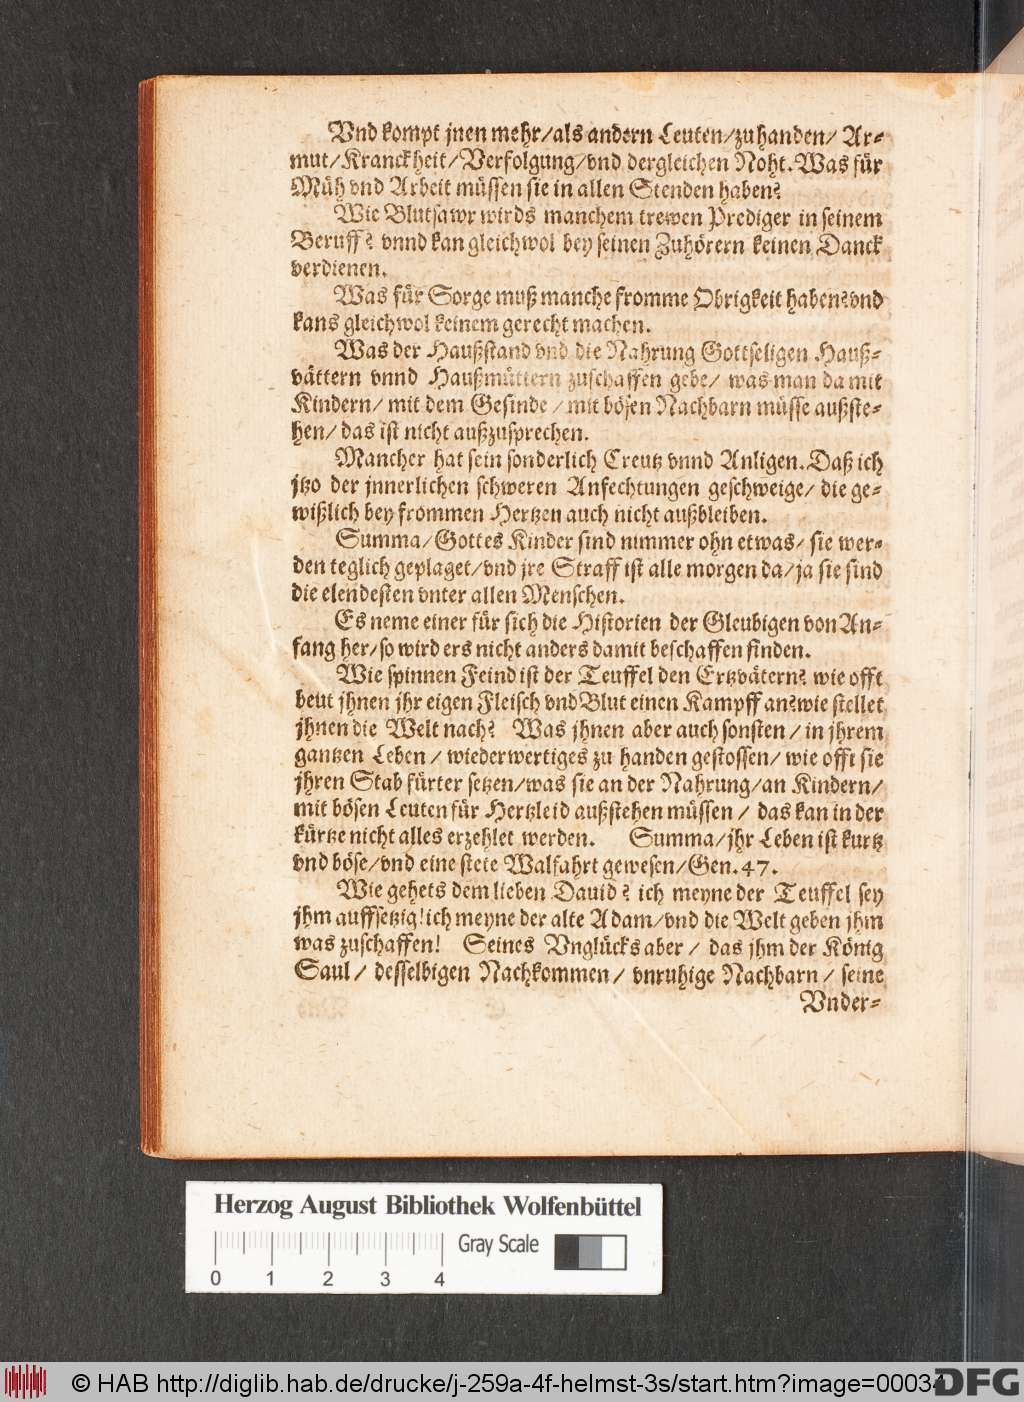 Vnd kompt jnen mehr/als andern Leuten/zuhanden/ Ar-
mut/Kranckheit/Verfolgung/vnd dergleichen Noht. Was für
Müh vnd Arbeit müssen sie in allen Stenden haben?
Wie Blutsawr wirds manchem trewen Prediger in seinem
Beruff? vnnd kan gleichwol bey seinen Zuhörern keinen Danck
verdienen.
Was für Sorge muß manche fromme Obrigkeit haben? vnd
kans gleichwol keinem gerecht machen.
Was der Haußstand vnd die Nahrung Gottseligen Hauß-
vättern vnnd Haußmüttern zuschaffen gebe/ was man da mit
Kindern/ mit dem Gesinde / mit bösen Nachbarn müsse außste-
hen/ das ist nicht außzusprechen.
Mancher hat sein sonderlich Creutz vnnd Anligen. Daß ich
jtzo der jnnerlichen schweren Anfechtungen geschweige/ die ge-
wißlich bey frommen Hertzen auch nicht außbleiben.
Summa/ Gottes Kinder sind nimmer ohn etwas/ sie wer-
den teglich geplaget/vnd jre Straff ist alle morgen da/ja sie sind
die elendesten vnter allen Menschen.
Es neme einer für sich die Historien der Gleubigen von An-
fang her/so wird ers nicht anders damit beschaffen finden.
Wie spinnen Feind ist der Teuffel den Ertzvätern? wie offt
beut jhnen jhr eigen Fleisch vnd Blut einen Kampff an? wie stellet
jhnen die Welt nach? Was jhnen aber auch sonsten / in jhrem
gantzen Leben / wiederwertiges zu handen gestossen/ wie offt sie
jhren Stab fürter setzen/was sie an der Nahrung/an Kindern/
mit bösen Leuten für Hertzleid außstehen müssen / das kan in der
kürtze nicht alles erzehlet werden. Summa/jhr Leben ist kurtz
vnd böse/vnd eine stete Walfahrt gewesen/Gen. 47.
Wie gehets dem lieben Dauid? ich meyne der Teuffel sey
jhm auffsetzig! ich meyne der alte Adam/vnd die Welt geben jhm
was zuschaffen! Seines Vnglücks aber / das jhm der König
Saul / desselbigen Nachkommen / vnruhige Nachbarn / seine
Vnder-
Herzog August Bibliothek Wolfenbüttel
Gray Scale
0 1 2 3 4
© HAB http://diglib.hab.de/drucke/j-259a-4f-helmst-3s/start.htm?image=00034
DFG